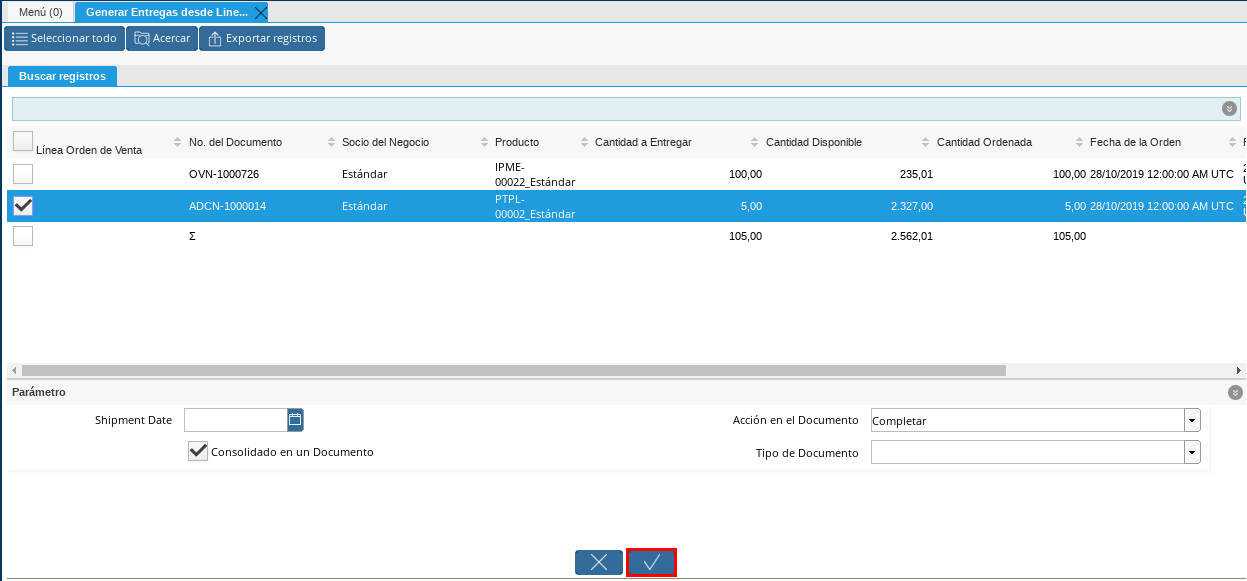 Menú (0) Generar Entregas desde Line...
Seleccionar todo Acercar Exportar registros
Buscar registros
Línea Orden de Venta No. del Documento Socio del Negocio Producto Cantidad a Entregar Cantidad Disponible Cantidad Ordenada Fecha de la Orden
OVN-1000726 Estándar IPME-00022_Estándar 100,00 235,01 100,00 28/10/2019 12:00:00 AM UTC
ADCN-1000014 Estándar PTPL-00002_Estándar 5,00 2.327,00 5,00 28/10/2019 12:00:00 AM UTC
Σ 105,00 2.562,01 105,00
Parámetro
Shipment Date Acción en el Documento Completar
Consolidado en un Documento Tipo de Documento